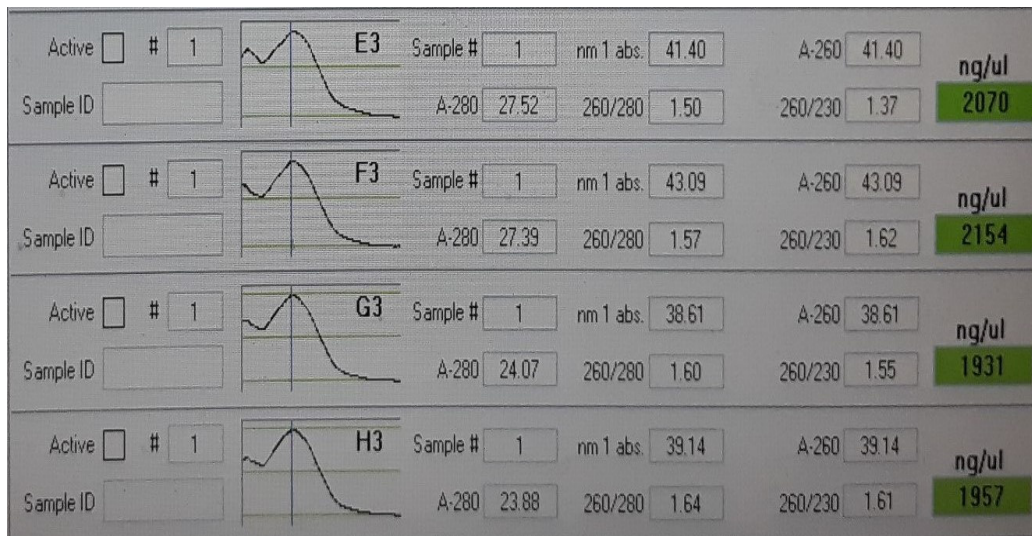 Active # 1 E3 Sample # 1 nm 1 abs. 41.40 A-260 41.40 ng/ul
Sample ID A-280 27.52 260/280 1.50 260/230 1.37 2070
Active # 1 F3 Sample # 1 nm 1 abs. 43.09 A-260 43.09 ng/ul
Sample ID A-280 27.39 260/280 1.57 260/230 1.62 2154
Active # 1 G3 Sample # 1 nm 1 abs. 38.61 A-260 38.61 ng/ul
Sample ID A-280 24.07 260/280 1.60 260/230 1.55 1931
Active # 1 H3 Sample # 1 nm 1 abs. 39.14 A-260 39.14 ng/ul
Sample ID A-280 23.88 260/280 1.64 260/230 1.61 1957